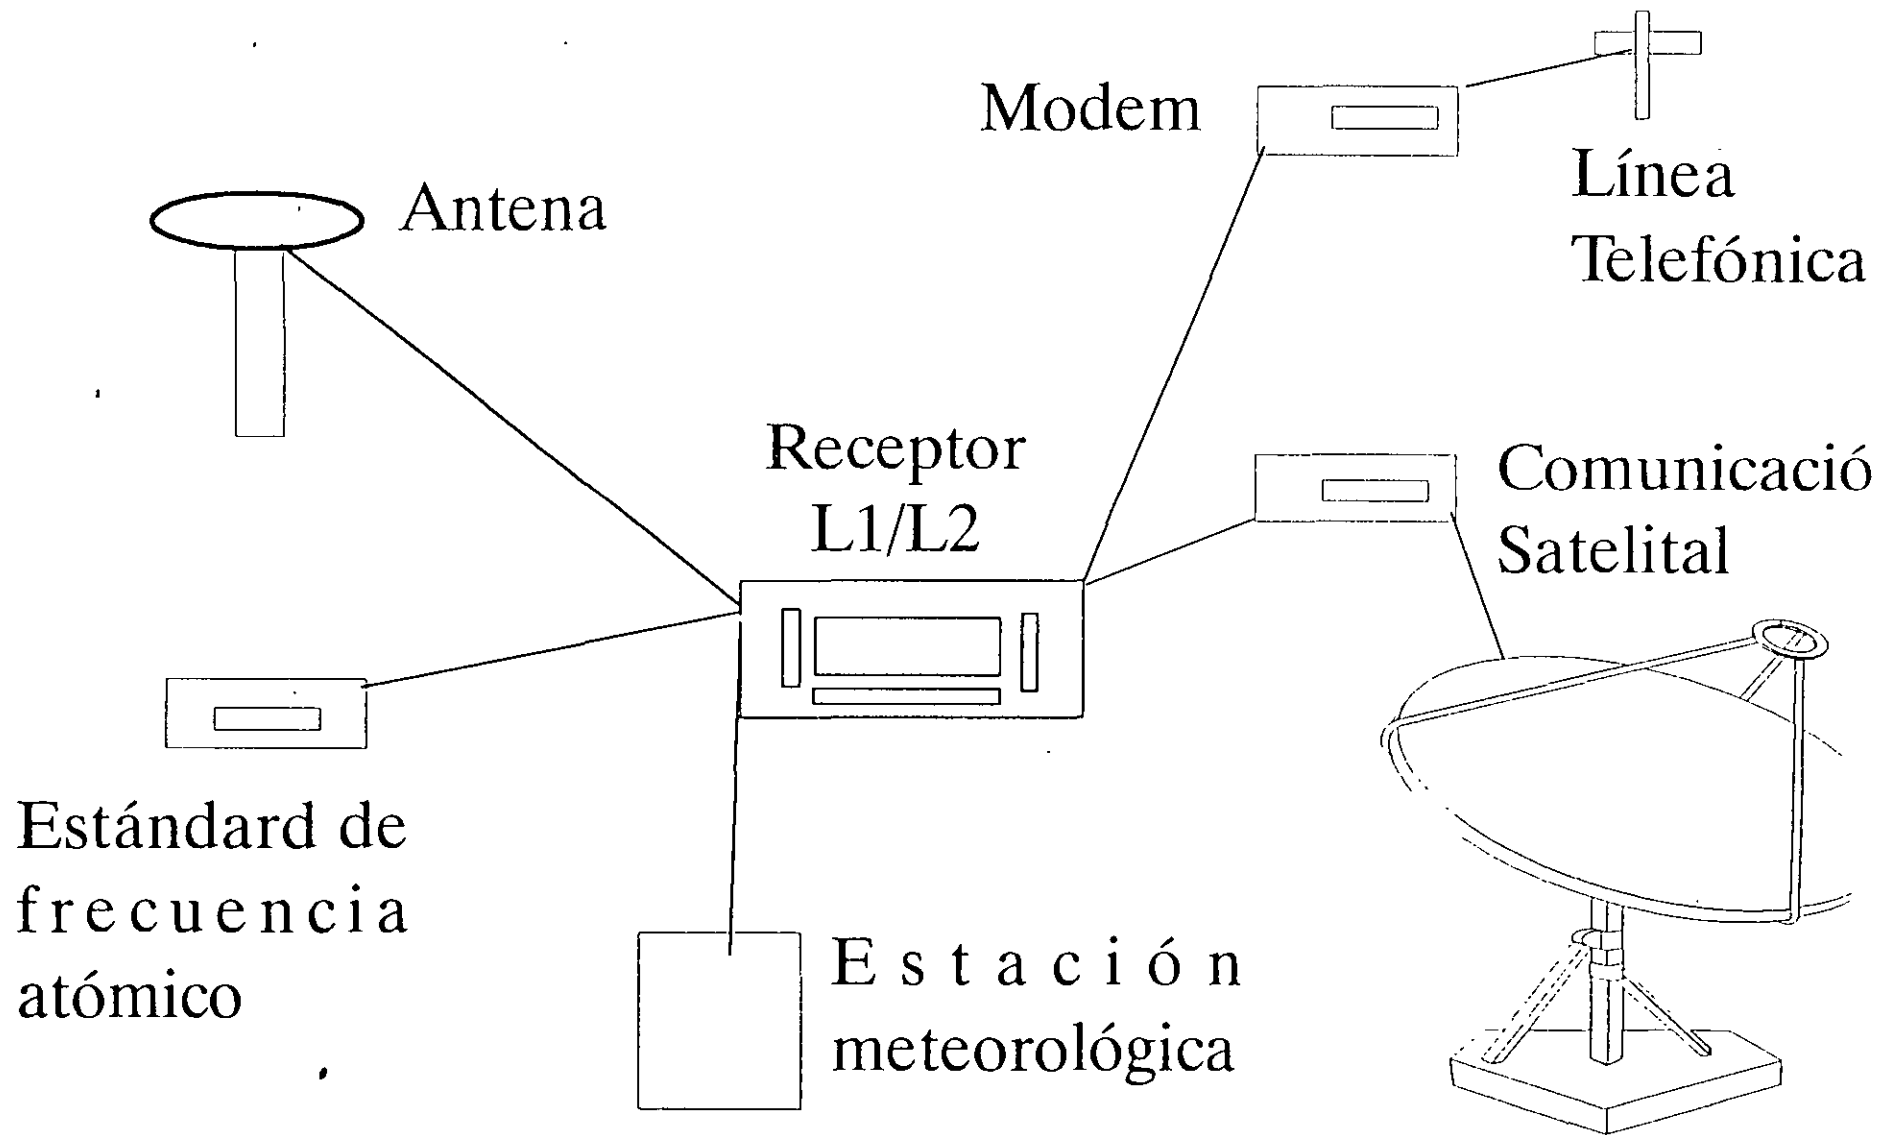 Modem
Línea
Telefónica
Antena
Receptor
L1/L2
Comunicació
Satelital
Estándard de
frecuencia
atómico
Estación
meteorológica